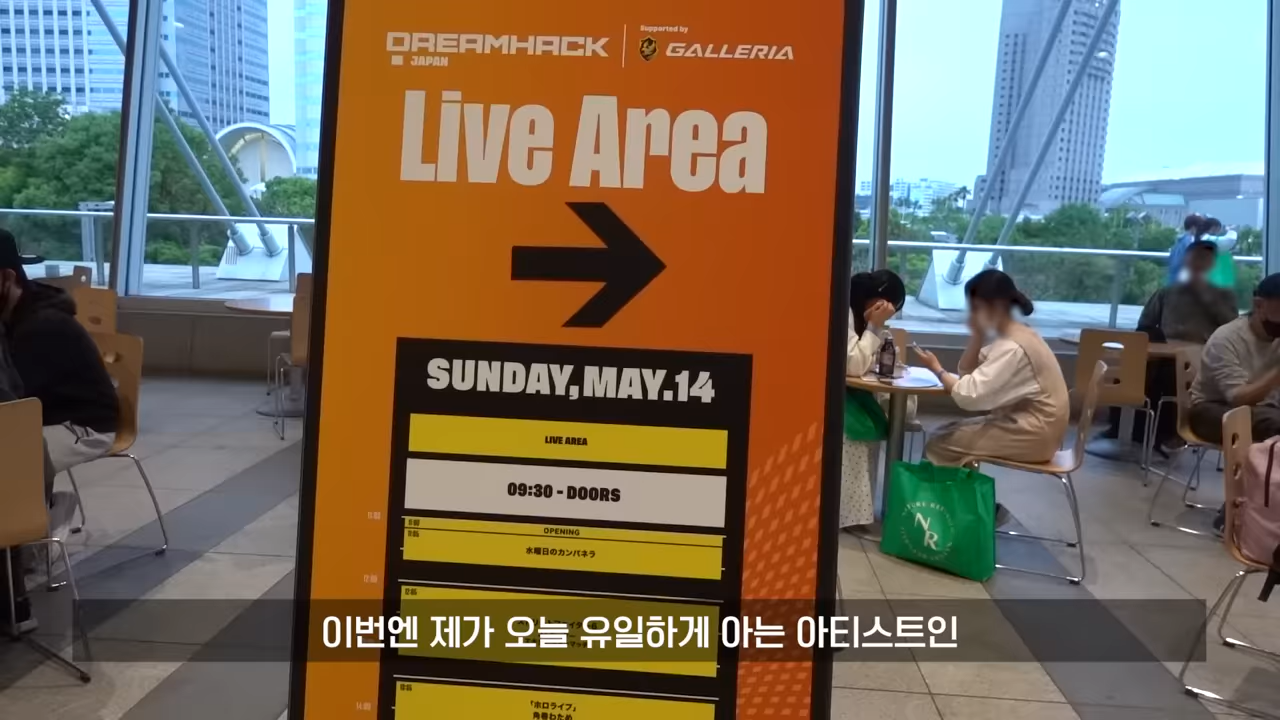 DREAMHACK
JAPAN
Supported by
GALLERIA
Live Area
SUNDAY, MAY.14
LIVE AREA
09:30 - DOORS
OPENING
水曜日のカンパネラ
「ホロライブ」
角巻わため
이번엔 제가 오늘 유일하게 아는 아티스트인
NR